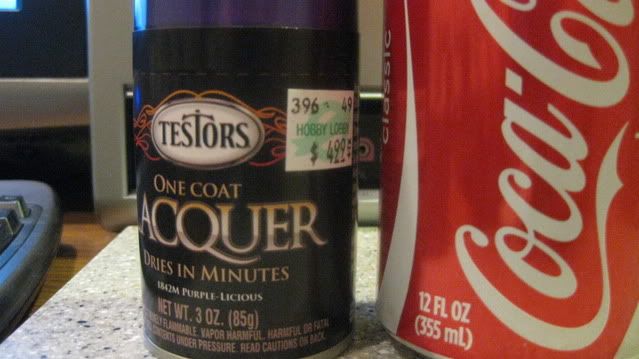 TESTORS
396 - 49
HOBBY LOBBY
$ 4.99
ONE COAT
ACQUER
DRIES IN MINUTES
1842M PURPLE-LICIOUS
NET WT. 3 OZ. (85g)
FLAMMABLE. VAPOR HARMFUL. HARMFUL OR FATAL
CONTENTS UNDER PRESSURE. READ CAUTIONS ON BACK.
classic
Coca-Co
12 FL OZ
(355 mL)